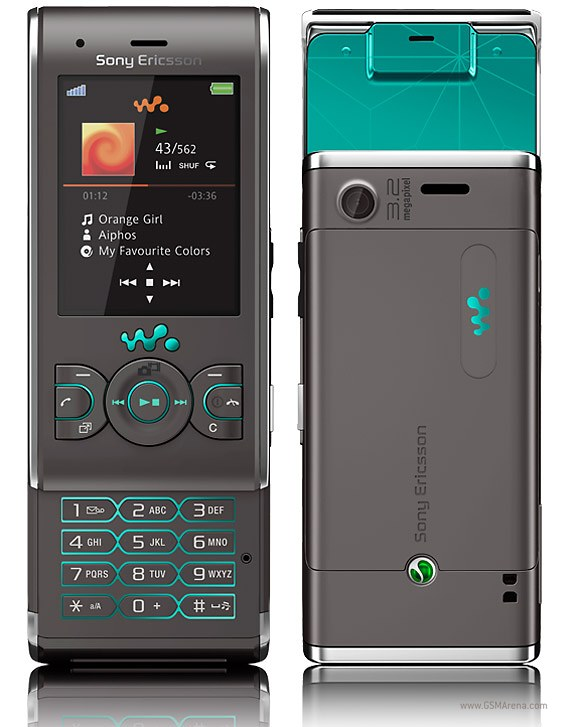 Sony Ericsson
43/562
SHUF
01:12 -03:36
Orange Girl
Aiphos
My Favourite Colors
C
1 2 ABC 3 DEF
4 GHI 5 JKL 6 MNO
7 PQRS 8 TUV 9 WXYZ
* a/A 0 + #
3.2
megapixel
Sony Ericsson
www.GSMArena.com